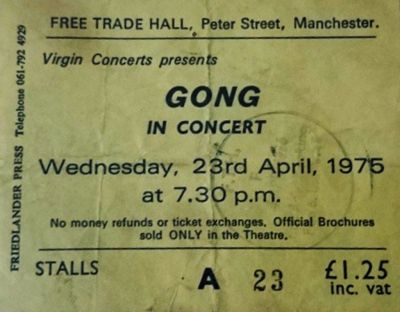 FREE TRADE HALL, Peter Street, Manchester.
Virgin Concerts presents
GONG
IN CONCERT
Wednesday, 23rd April, 1975
at 7.30 p.m.
No money refunds or ticket exchanges. Official Brochures
sold ONLY in the Theatre.
STALLS
A 23
£1.25
inc. vat
FRIEDLANDER PRESS Telephone 061-792 4929